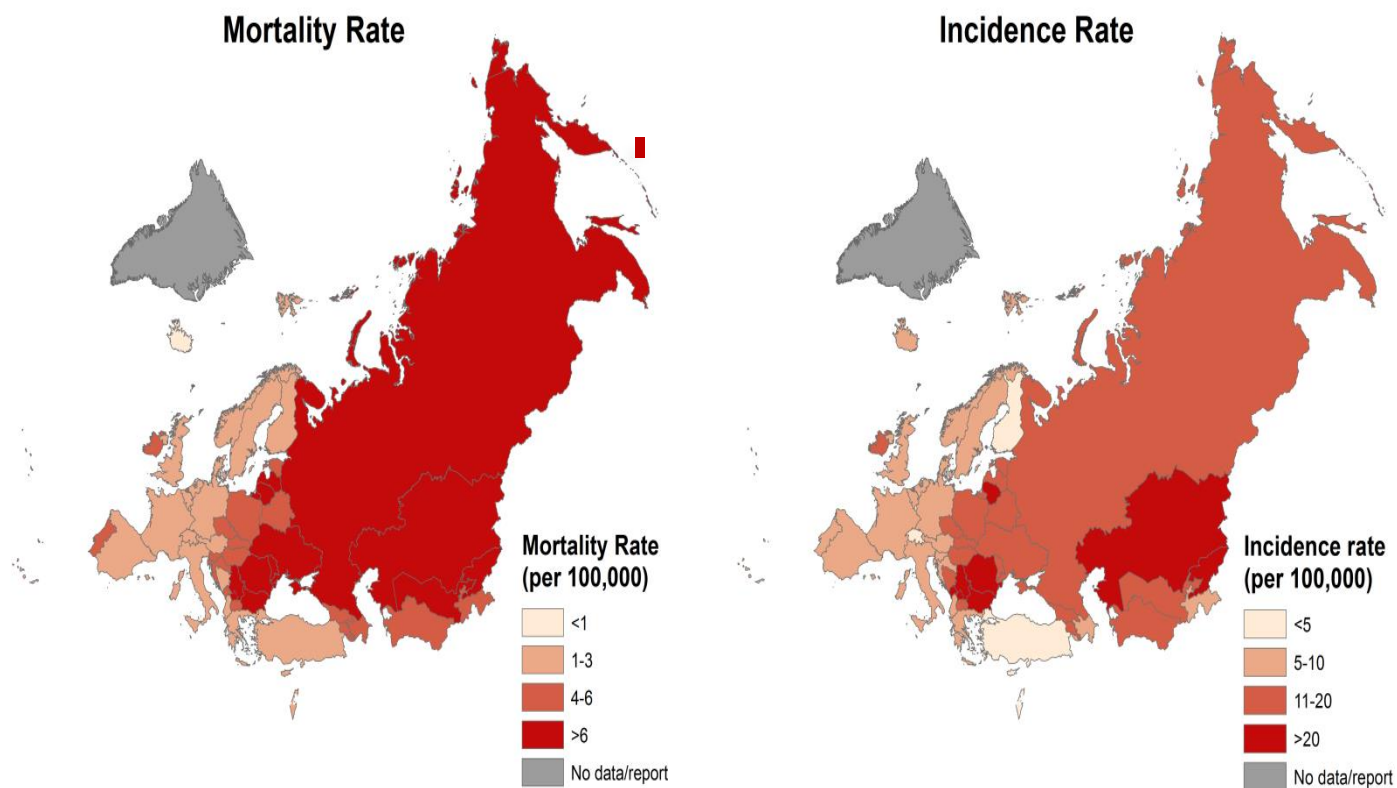 Mortality Rate
Mortality Rate
(per 100,000)
<1
1-3
4-6
>6
No data/report
Incidence Rate
Incidence rate
(per 100,000)
<5
5-10
11-20
>20
No data/report